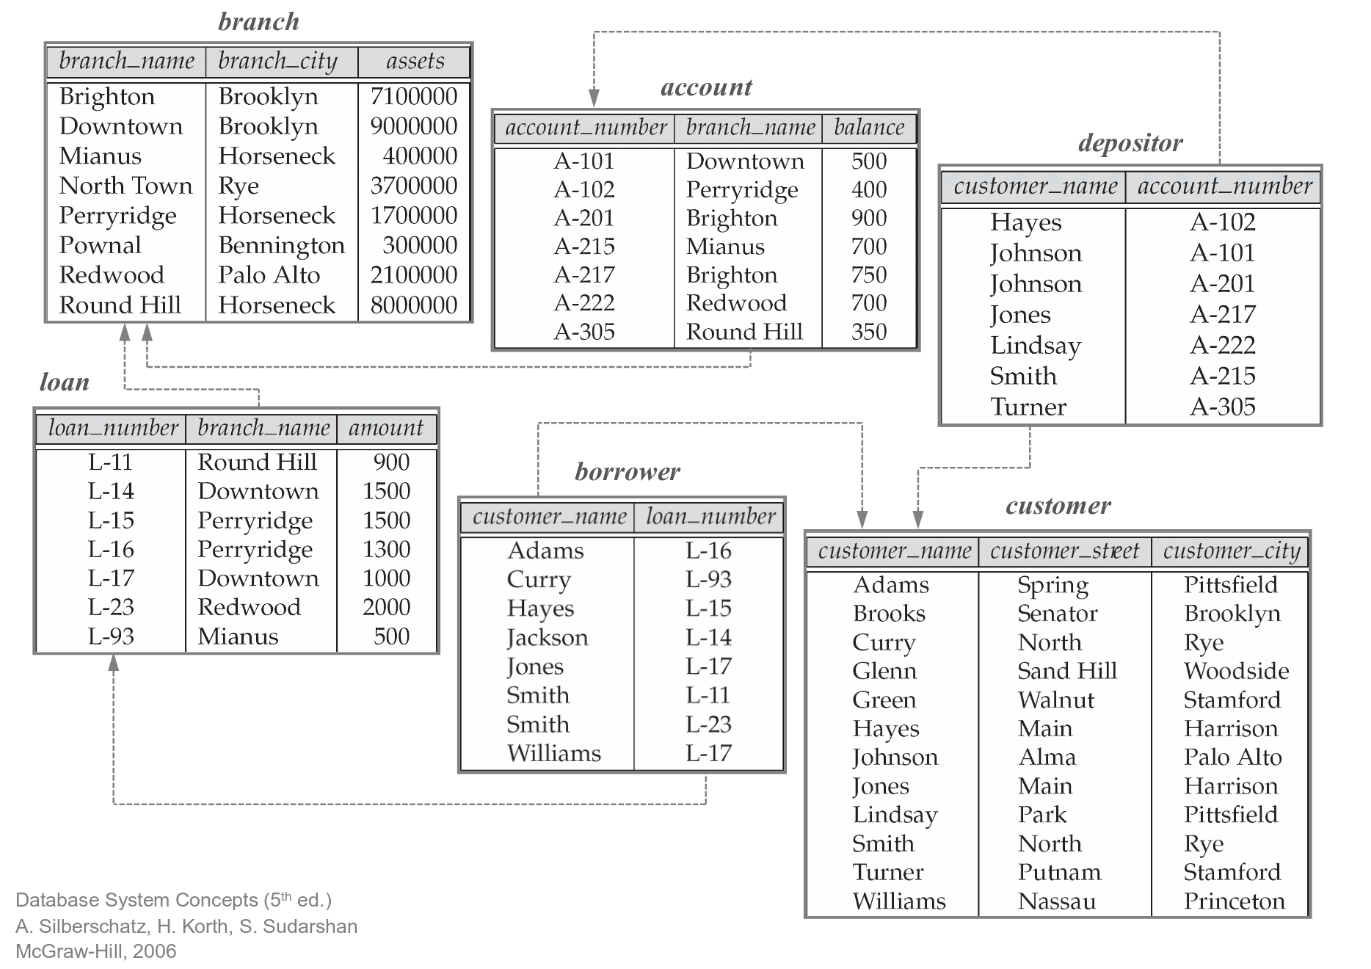 branch
branch_name branch_city assets
Brighton Brooklyn 7100000
Downtown Brooklyn 9000000
Mianus Horseneck 400000
North Town Rye 3700000
Perryridge Horseneck 1700000
Pownal Bennington 300000
Redwood Palo Alto 2100000
Round Hill Horseneck 8000000
account
account_number branch_name balance
A-101 Downtown 500
A-102 Perryridge 400
A-201 Brighton 900
A-215 Mianus 700
A-217 Brighton 750
A-222 Redwood 700
A-305 Round Hill 350
depositor
customer_name account_number
Hayes A-102
Johnson A-101
Johnson A-201
Jones A-217
Lindsay A-222
Smith A-215
Turner A-305
loan
loan_number branch_name amount
L-11 Round Hill 900
L-14 Downtown 1500
L-15 Perryridge 1500
L-16 Perryridge 1300
L-17 Downtown 1000
L-23 Redwood 2000
L-93 Mianus 500
borrower
customer_name loan_number
Adams L-16
Curry L-93
Hayes L-15
Jackson L-14
Jones L-17
Smith L-11
Smith L-23
Williams L-17
customer
customer_name customer_street customer_city
Adams Spring Pittsfield
Brooks Senator Brooklyn
Curry North Rye
Glenn Sand Hill Woodside
Green Walnut Stamford
Hayes Main Harrison
Johnson Alma Palo Alto
Jones Main Harrison
Lindsay Park Pittsfield
Smith North Rye
Turner Putnam Stamford
Williams Nassau Princeton
Database System Concepts (5th ed.)
A. Silberschatz, H. Korth, S. Sudarshan
McGraw-Hill, 2006